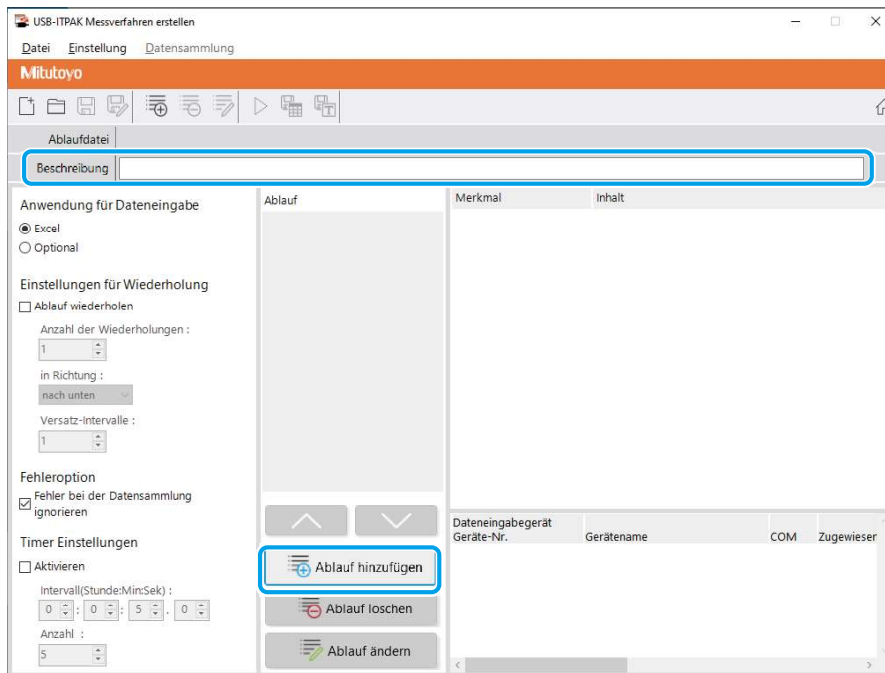 USB-ITPAK Messverfahren erstellen
Datei Einstellung Datensammlung
Mitutoyo
Ablaufdatei
Beschreibung
Anwendung für Dateneingabe
Excel
Optional
Einstellungen für Wiederholung
Ablauf wiederholen
Anzahl der Wiederholungen :
1
in Richtung :
nach unten
Versatz-Intervalle :
1
Fehleroption
Fehler bei der Datensammlung
ignorieren
Timer Einstellungen
Aktivieren
Intervall(Stunde:Min:Sek) :
0 : 0 : 5 . 0
Anzahl :
5
Ablauf
Ablauf hinzufügen
Ablauf loschen
Ablauf ändern
Merkmal Inhalt
Dateneingabegerät
Geräte-Nr. Gerätename COM Zugewieser